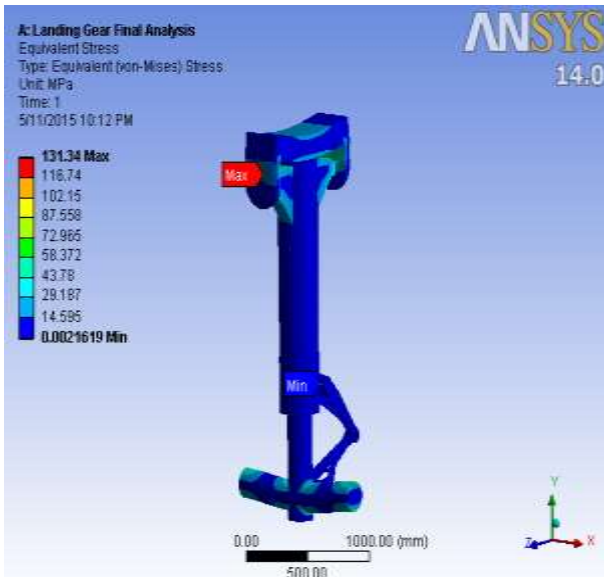 A: Landing Gear Final Analysis
Equivalent Stress
Type: Equivalent (von-Mises) Stress
Unit: MPa
Time: 1
5/11/2015 10:12 PM
ANSYS
14.0
131.34 Max
116.74
102.15
87.558
72.965
58.372
43.78
29.187
14.595
0.0021619 Min
Max
Min
0.00 1000.00 (mm)
500.00
Y
Z X